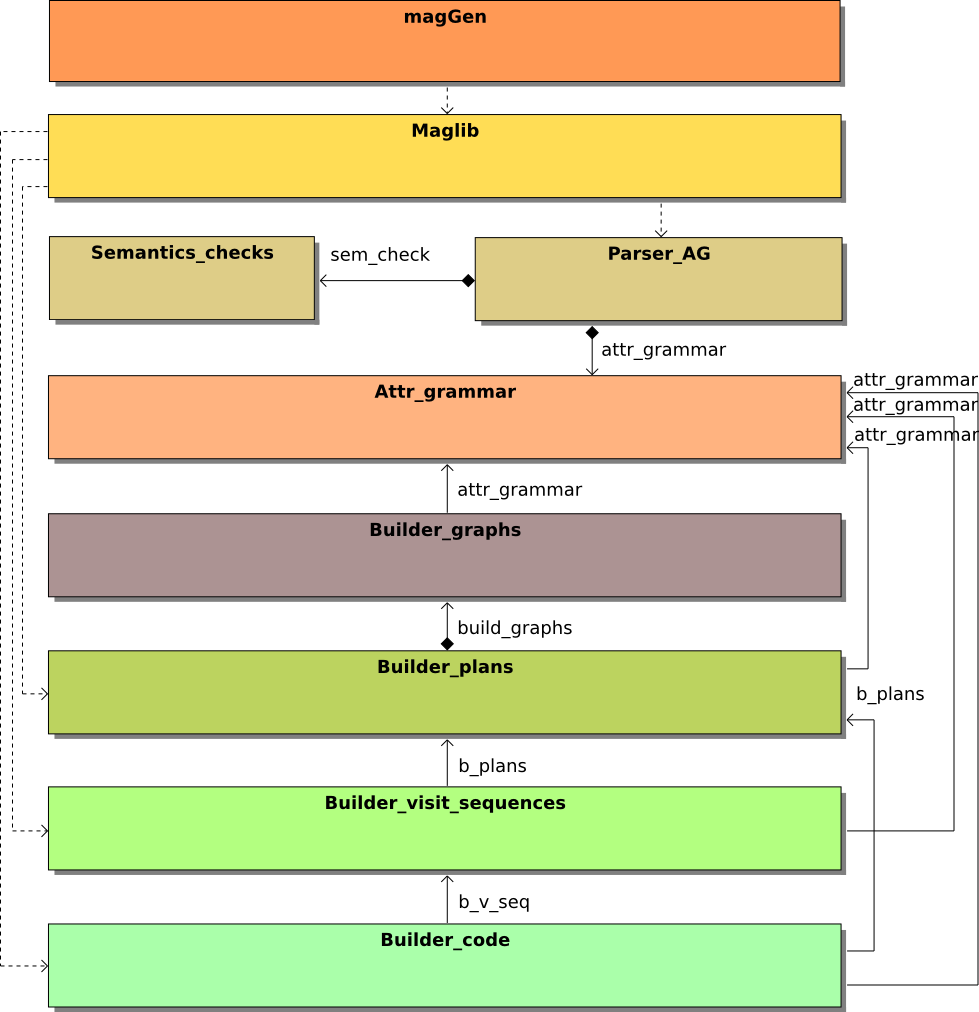 magGen
Maglib
Semantics_checks
sem_check
Parser_AG
attr_grammar
Attr_grammar
attr_grammar
attr_grammar
attr_grammar
attr_grammar
Builder_graphs
build_graphs
Builder_plans
b_plans
b_plans
Builder_visit_sequences
b_v_seq
Builder_code